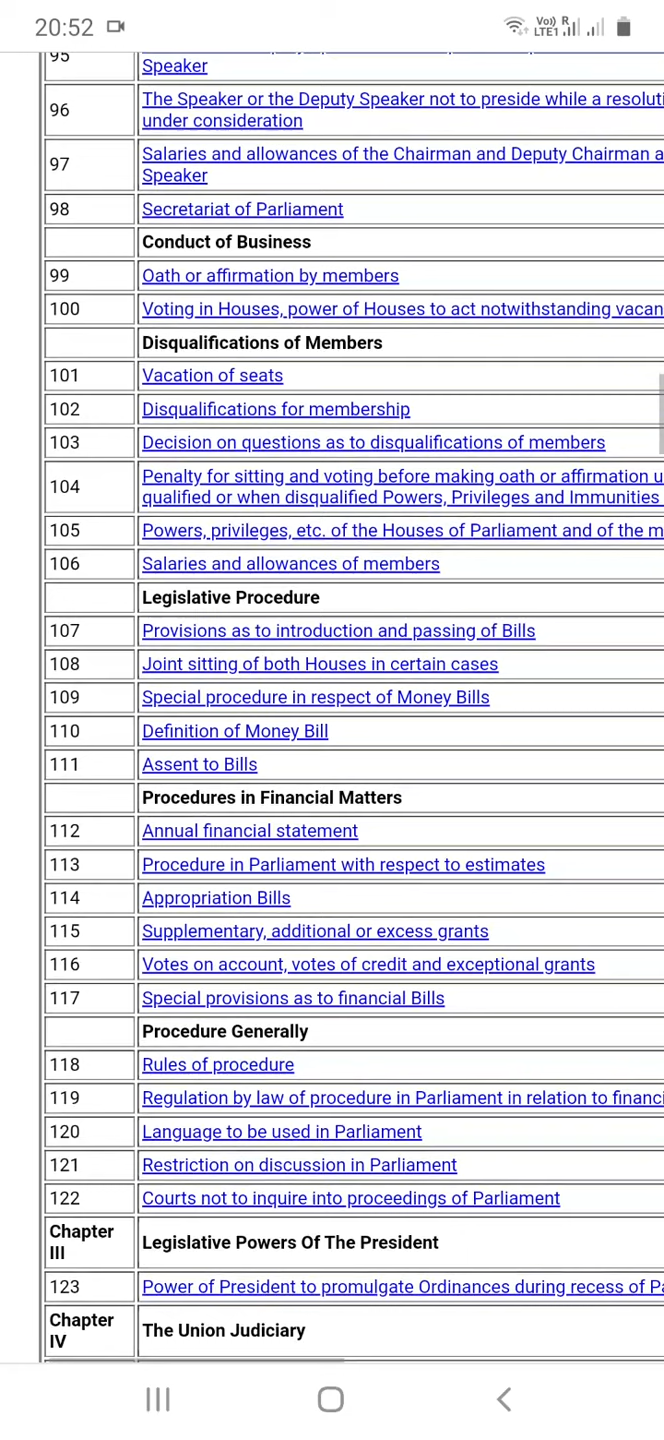 20:52
Vo)) R
LTE1
95
Speaker
96
The Speaker or the Deputy Speaker not to preside while a resoluti
under consideration
97
Salaries and allowances of the Chairman and Deputy Chairman a
Speaker
98
Secretariat of Parliament
Conduct of Business
99
Oath or affirmation by members
100
Voting in Houses, power of Houses to act notwithstanding vacan
Disqualifications of Members
101
Vacation of seats
102
Disqualifications for membership
103
Decision on questions as to disqualifications of members
104
Penalty for sitting and voting before making oath or affirmation u
qualified or when disqualified Powers, Privileges and Immunities
105
Powers, privileges, etc. of the Houses of Parliament and of the m
106
Salaries and allowances of members
Legislative Procedure
107
Provisions as to introduction and passing of Bills
108
Joint sitting of both Houses in certain cases
109
Special procedure in respect of Money Bills
110
Definition of Money Bill
111
Assent to Bills
Procedures in Financial Matters
112
Annual financial statement
113
Procedure in Parliament with respect to estimates
114
Appropriation Bills
115
Supplementary, additional or excess grants
116
Votes on account, votes of credit and exceptional grants
117
Special provisions as to financial Bills
Procedure Generally
118
Rules of procedure
119
Regulation by law of procedure in Parliament in relation to financi
120
Language to be used in Parliament
121
Restriction on discussion in Parliament
122
Courts not to inquire into proceedings of Parliament
Chapter
III
Legislative Powers Of The President
123
Power of President to promulgate Ordinances during recess of Pa
Chapter
IV
The Union Judiciary